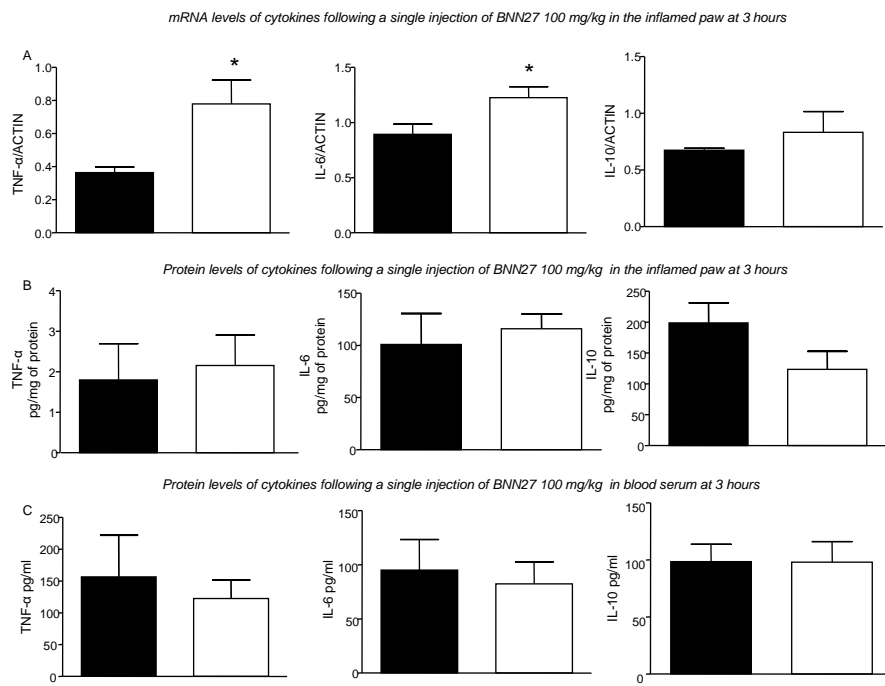 mRNA levels of cytokines following a single injection of BNN27 100 mg/kg in the inflamed paw at 3 hours
A
TNF-α/ACTIN
1.0
0.8
0.6
0.4
0.2
0.0
*
IL-6/ACTIN
1.5
1.0
0.5
0.0
*
IL-10/ACTIN
1.5
1.0
0.5
0.0
Protein levels of cytokines following a single injection of BNN27 100 mg/kg in the inflamed paw at 3 hours
B
TNF-α
pg/mg of protein
4
3
2
1
0
IL-6
pg/mg of protein
150
100
50
0
IL-10
pg/mg of protein
250
200
150
100
50
0
Protein levels of cytokines following a single injection of BNN27 100 mg/kg in blood serum at 3 hours
C
TNF-α pg/ml
250
200
150
100
50
0
IL-6 pg/ml
150
100
50
0
IL-10 pg/ml
150
100
50
0